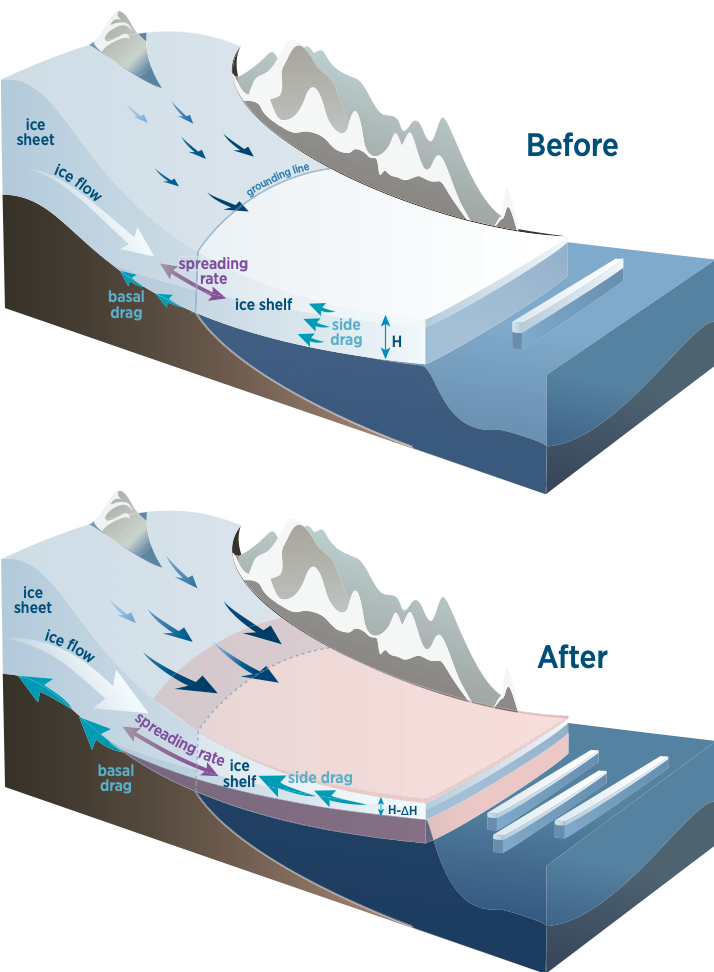 Before
ice
sheet
ice flow
grounding line
spreading
rate
basal
drag
ice shelf
side
drag
H
After
ice
sheet
ice flow
spreading rate
basal
drag
ice
shelf
side drag
H-ΔH